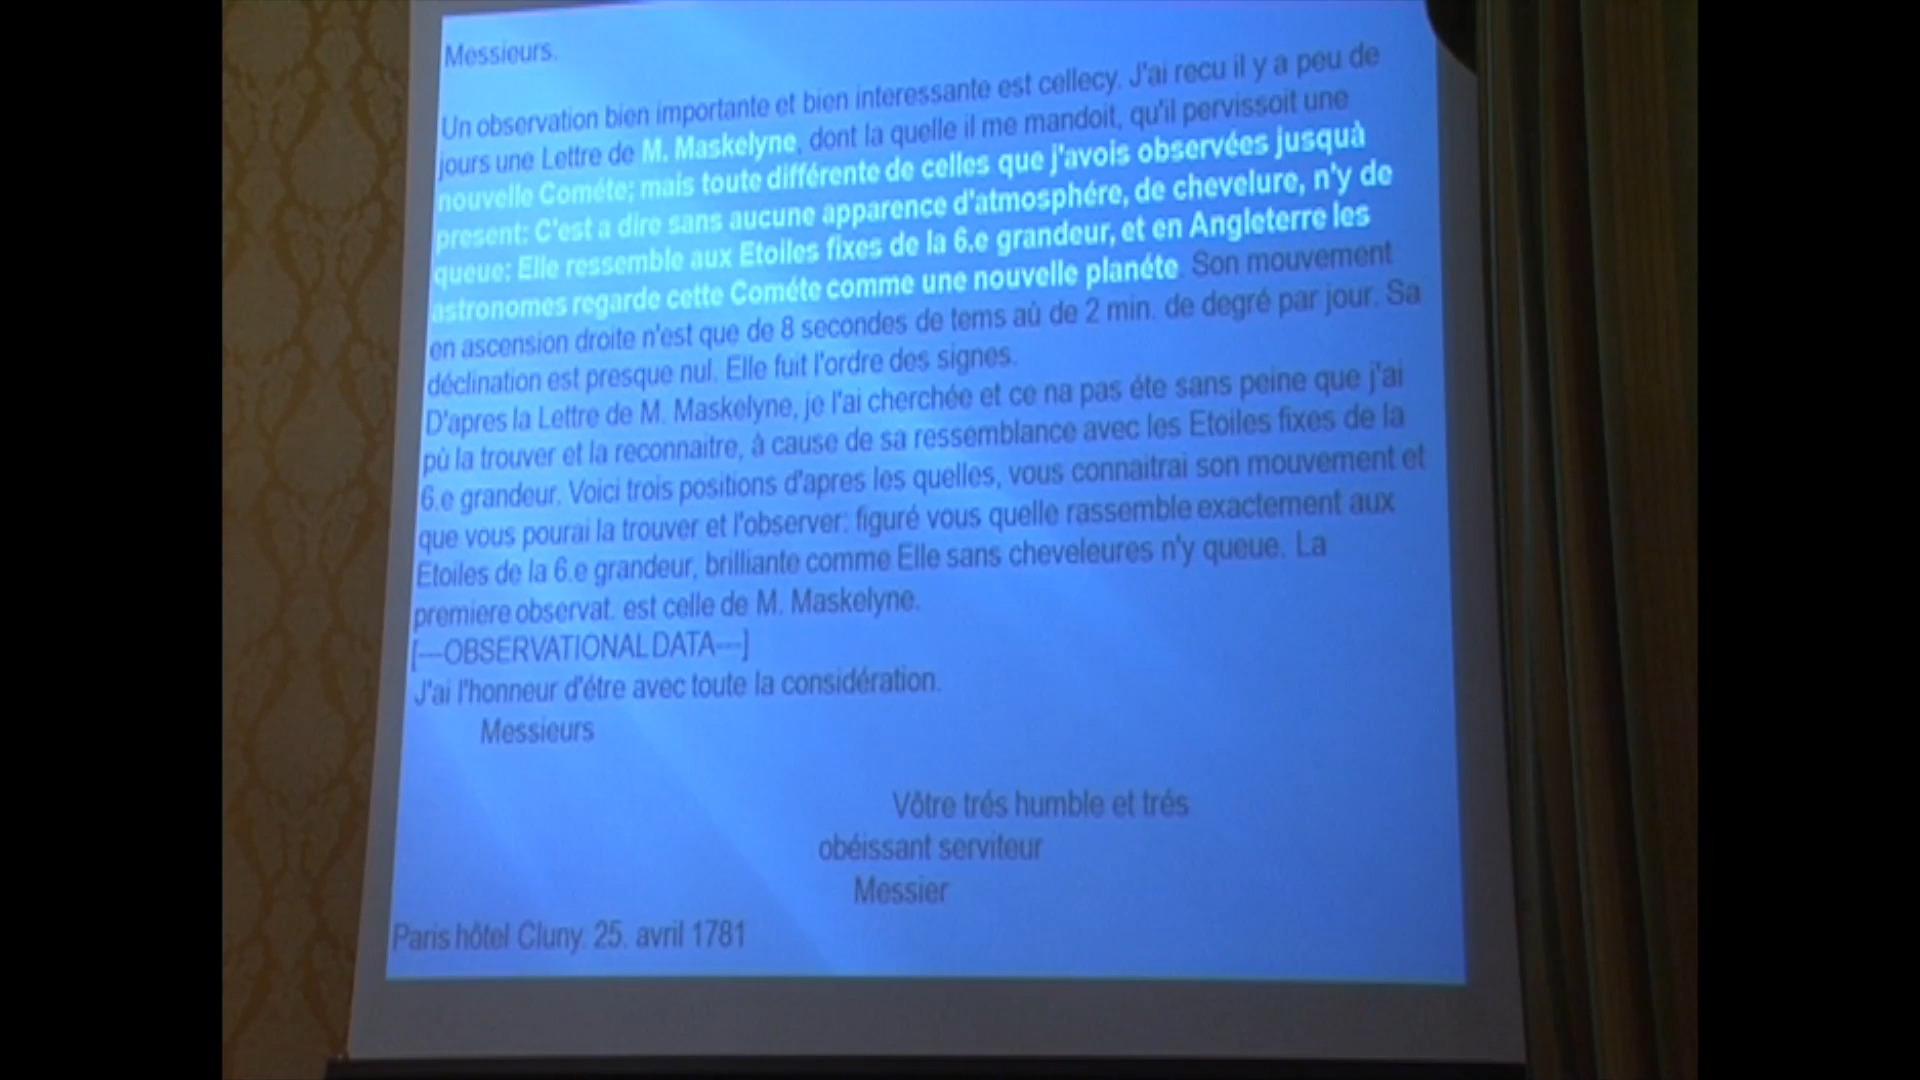 Messieurs.
Un observation bien importante et bien interessante est cellecy. J'ai recu il y a peu de
jours une Lettre de M. Maskelyne, dont la quelle il me mandoit, qu'il pervissoit une
nouvelle Cométe; mais toute différente de celles que j'avois observées jusquà
present: C'est a dire sans aucune apparence d'atmosphére, de chevelure, n'y de
queue; Elle ressemble aux Etoiles fixes de la 6.e grandeur, et en Angleterre les
astronomes regarde cette Cométe comme une nouvelle planéte. Son mouvement
en ascension droite n'est que de 8 secondes de tems aû de 2 min. de degré par jour. Sa
déclination est presque nul. Elle fuit l'ordre des signes.
D'apres la Lettre de M. Maskelyne, je l'ai cherchée et ce na pas éte sans peine que j'ai
pù la trouver et la reconnaitre, à cause de sa ressemblance avec les Etoiles fixes de la
6.e grandeur. Voici trois positions d'apres les quelles, vous connaitrai son mouvement et
que vous pourai la trouver et l'observer: figuré vous quelle rassemble exactement aux
Etoiles de la 6.e grandeur, brilliante comme Elle sans cheveleures n'y queue. La
premiere observat. est celle de M. Maskelyne.
[---OBSERVATIONAL DATA---]
J'ai l'honneur d'étre avec toute la considération.
Messieurs
Vôtre trés humble et trés
obéissant serviteur
Messier
Paris hôtel Cluny. 25. avril 1781